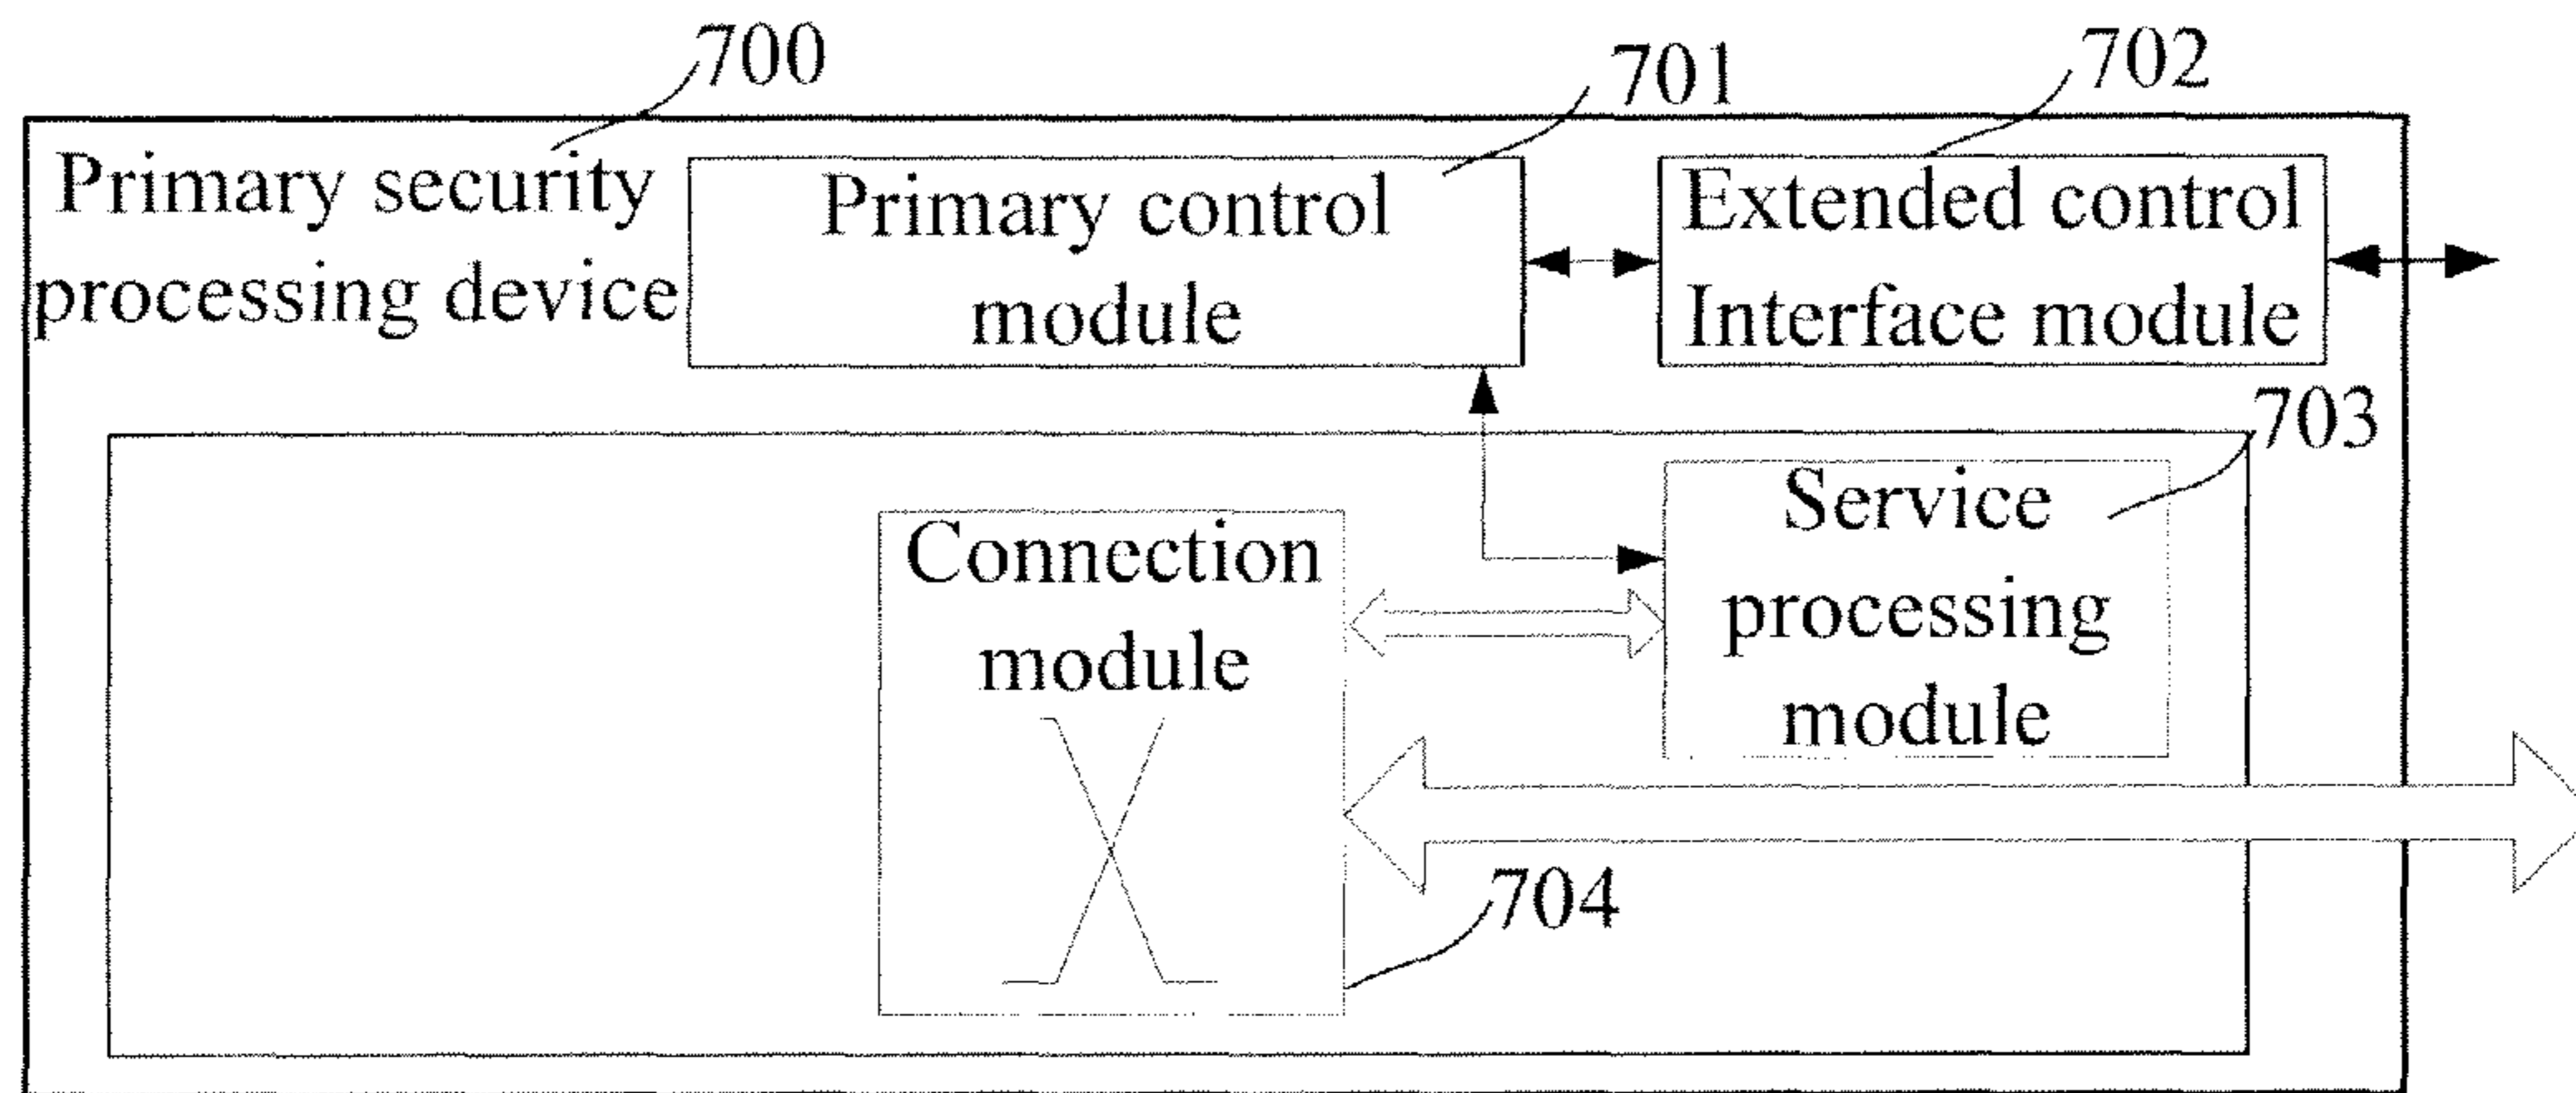 700
701
702
Primary security
processing device
Primary control
module
Extended control
Interface module
703
Connection
module
Service
processing
module
704